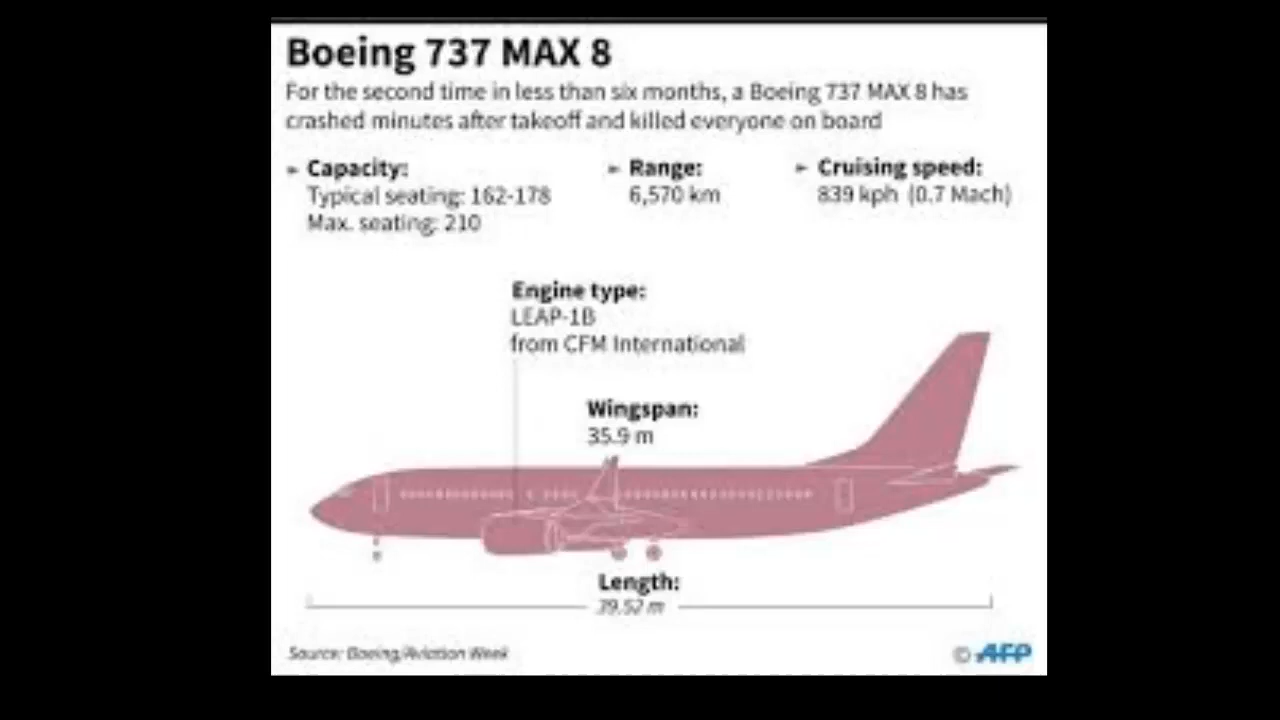 Boeing 737 MAX 8
For the second time in less than six months, a Boeing 737 MAX 8 has
crashed minutes after takeoff and killed everyone on board
Capacity:
Typical seating: 162-178
Max. seating: 210
Range:
6,570 km
Cruising speed:
839 kph (0.7 Mach)
Engine type:
LEAP-1B
from CFM International
Wingspan:
35.9 m
Length:
39.52 m
Source: Boeing/Aviation Week
© AFP